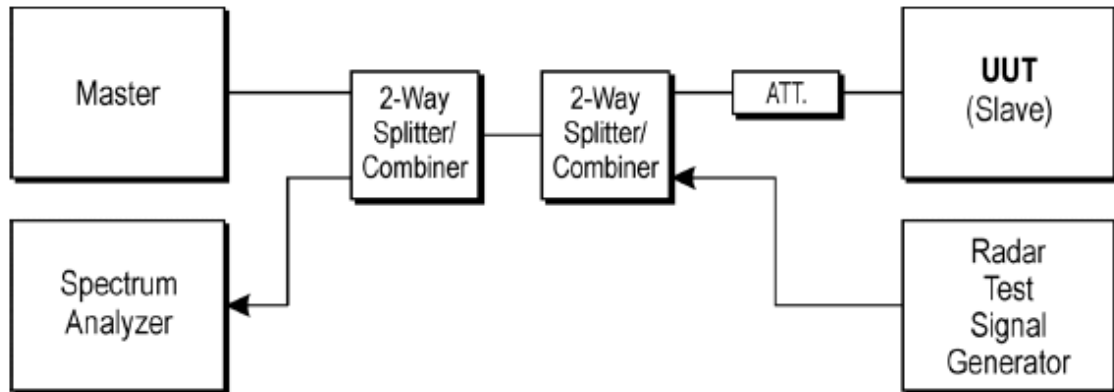 Master
2-Way
Splitter/
Combiner
2-Way
Splitter/
Combiner
ATT.
UUT
(Slave)
Spectrum
Analyzer
Radar
Test
Signal
Generator